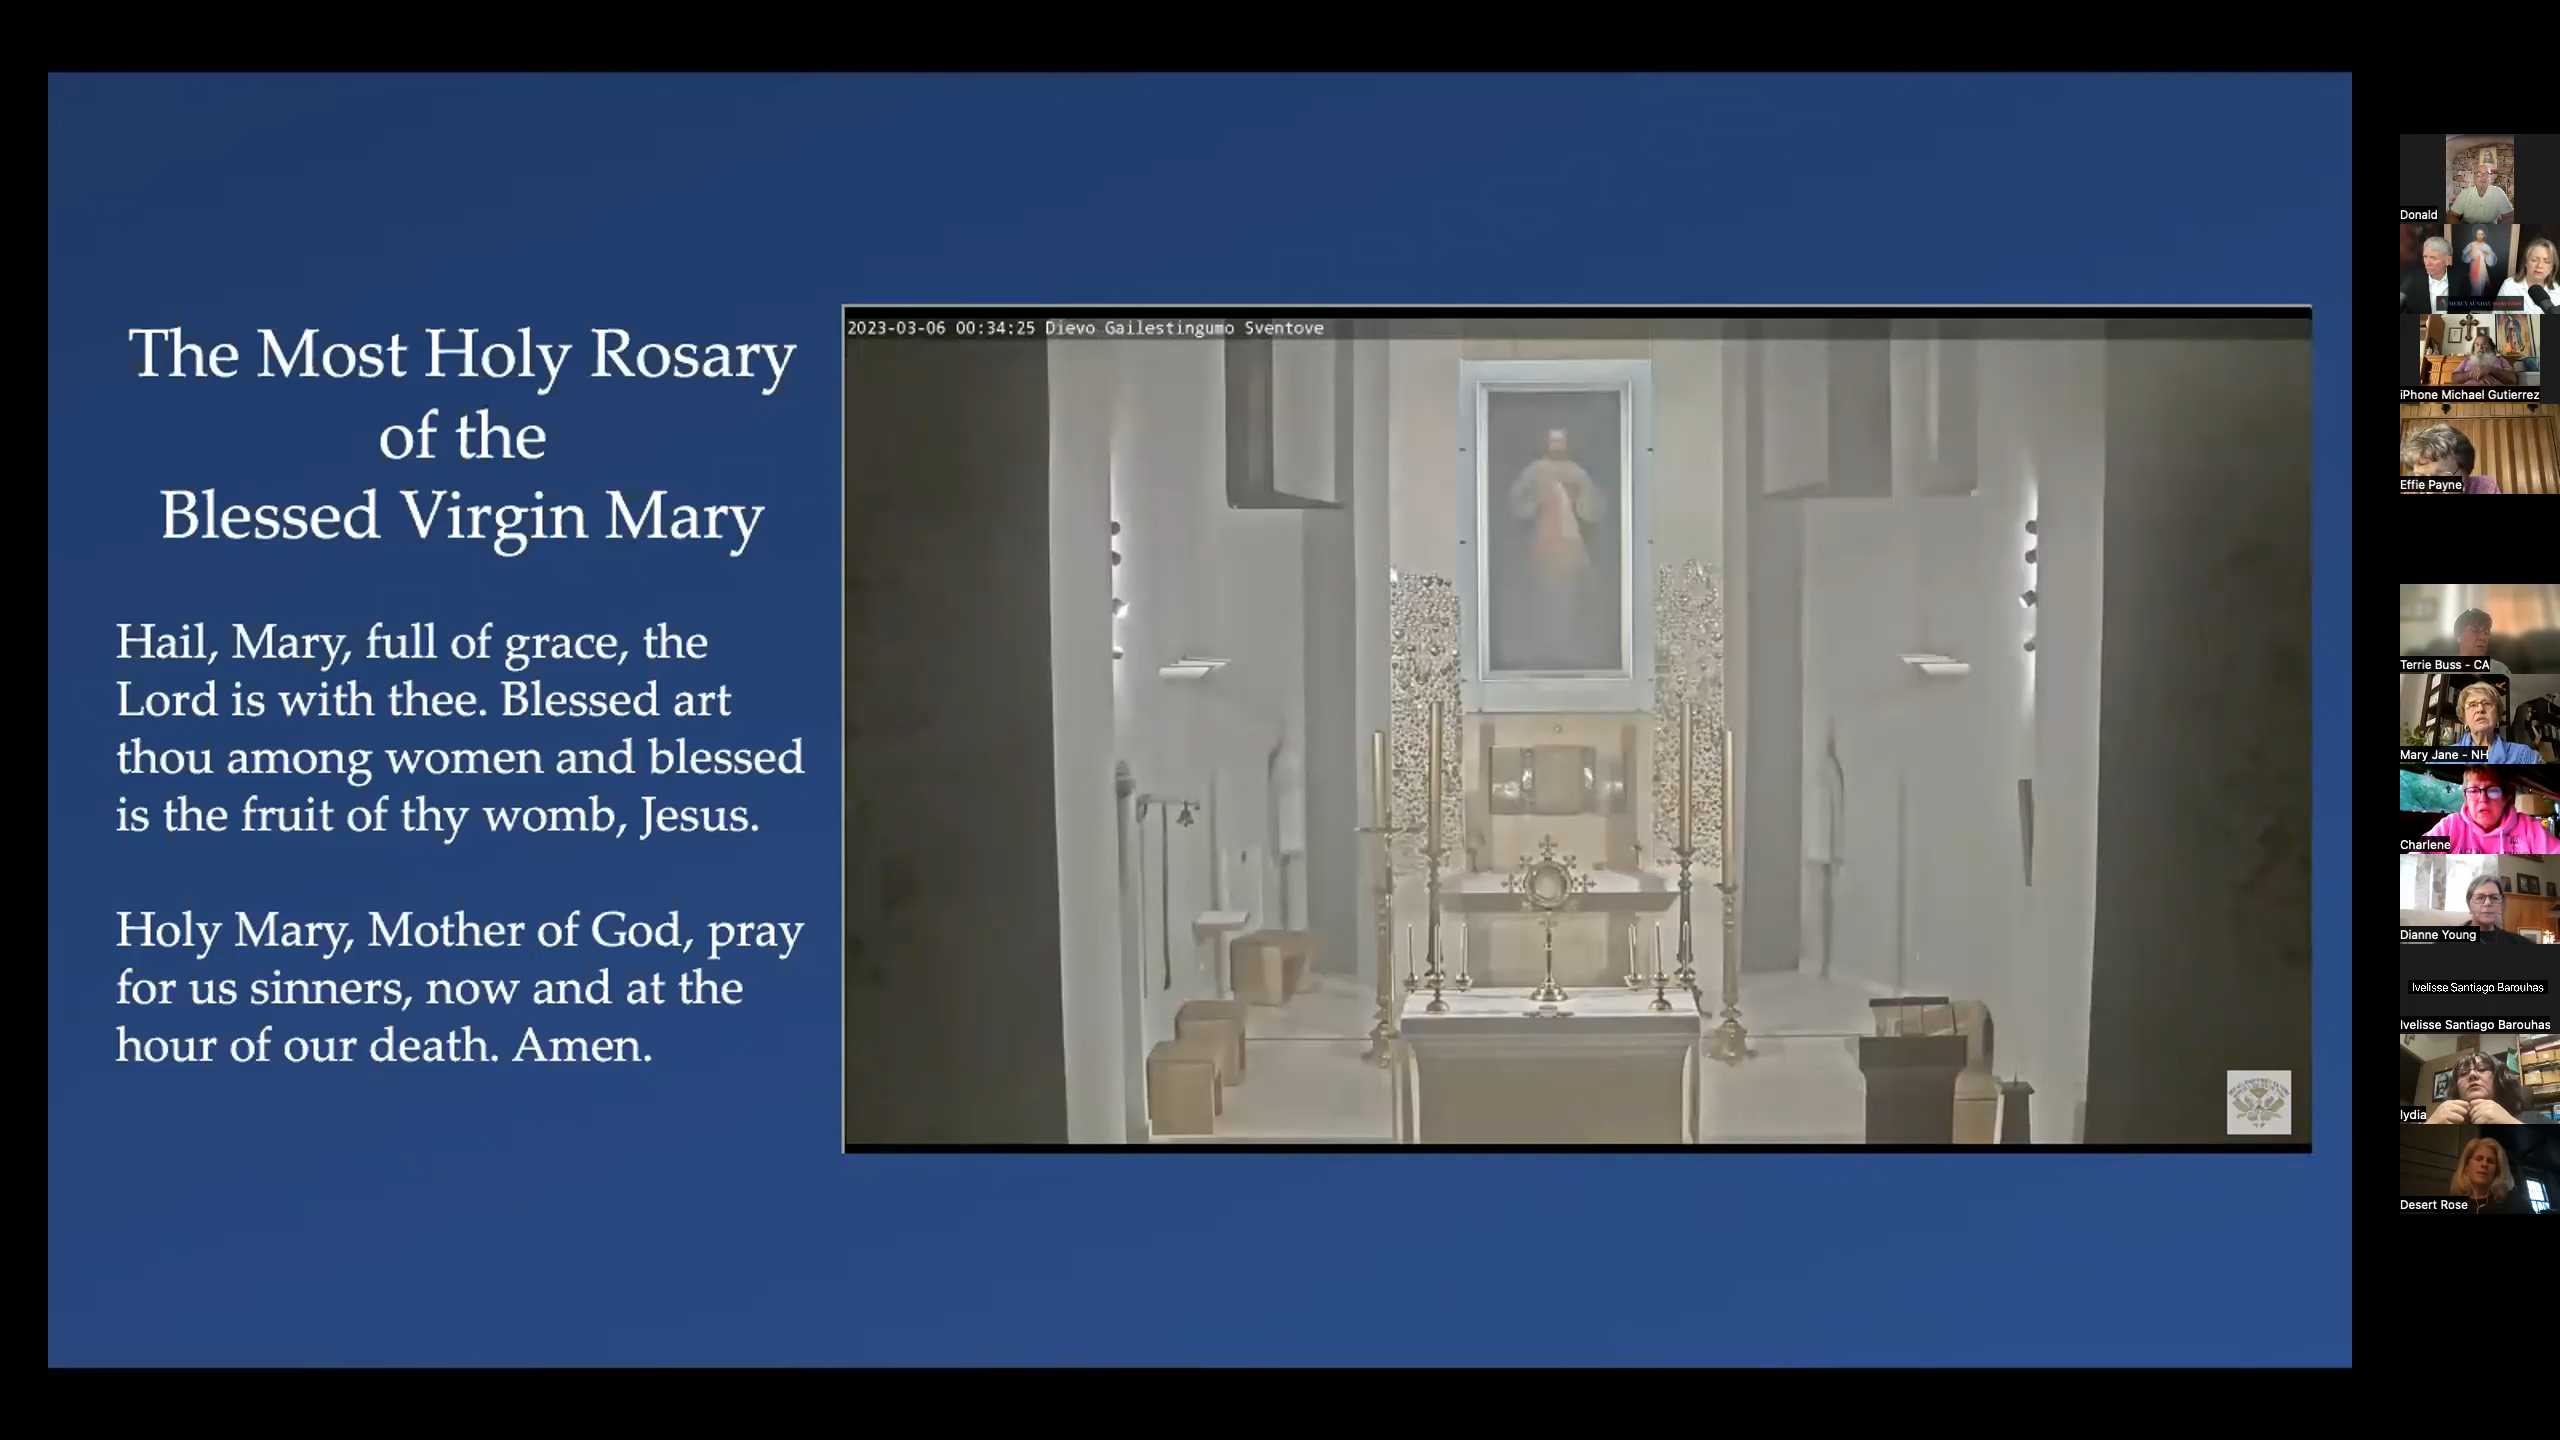 The Most Holy Rosary
of the
Blessed Virgin Mary
Hail, Mary, full of grace, the
Lord is with thee. Blessed art
thou among women and blessed
is the fruit of thy womb, Jesus.
Holy Mary, Mother of God, pray
for us sinners, now and at the
hour of our death. Amen.
2023-03-06 00:34:25 Dievo Gailestingumo Sventove
Donald
MERCY SUNDAY
iPhone Michael Gutierrez
Effie Payne
Terrie Buss - CA
Mary Jane - NH
Charlene
Dianne Young
Ivelisse Santiago Barouhas
Ivelisse Santiago Barouhas
lydia
Desert Rose